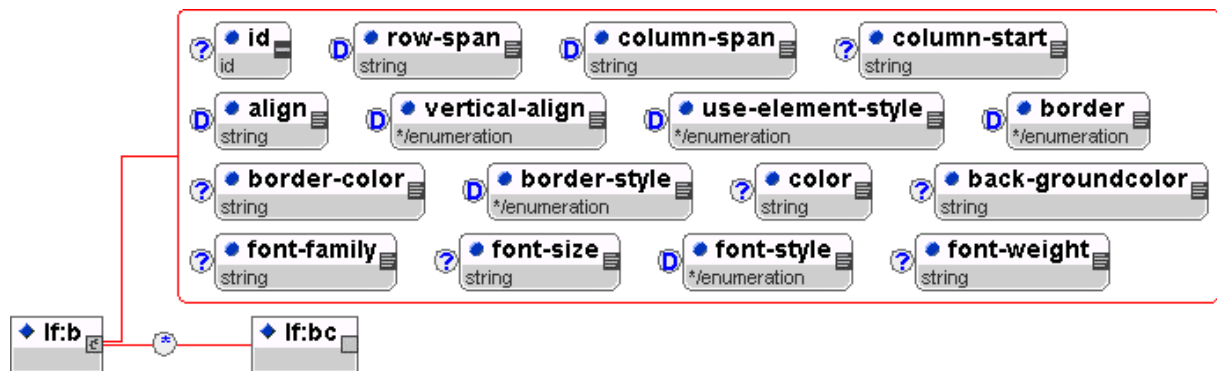 ? id D row-span D column-span ? column-start
id string string string
D align D vertical-align D use-element-style D border
string */enumeration */enumeration */enumeration
? border-color D border-style ? color ? back-groundcolor
string */enumeration string string
? font-family ? font-size D font-style ? font-weight
string string */enumeration string
lf:b * lf:bc